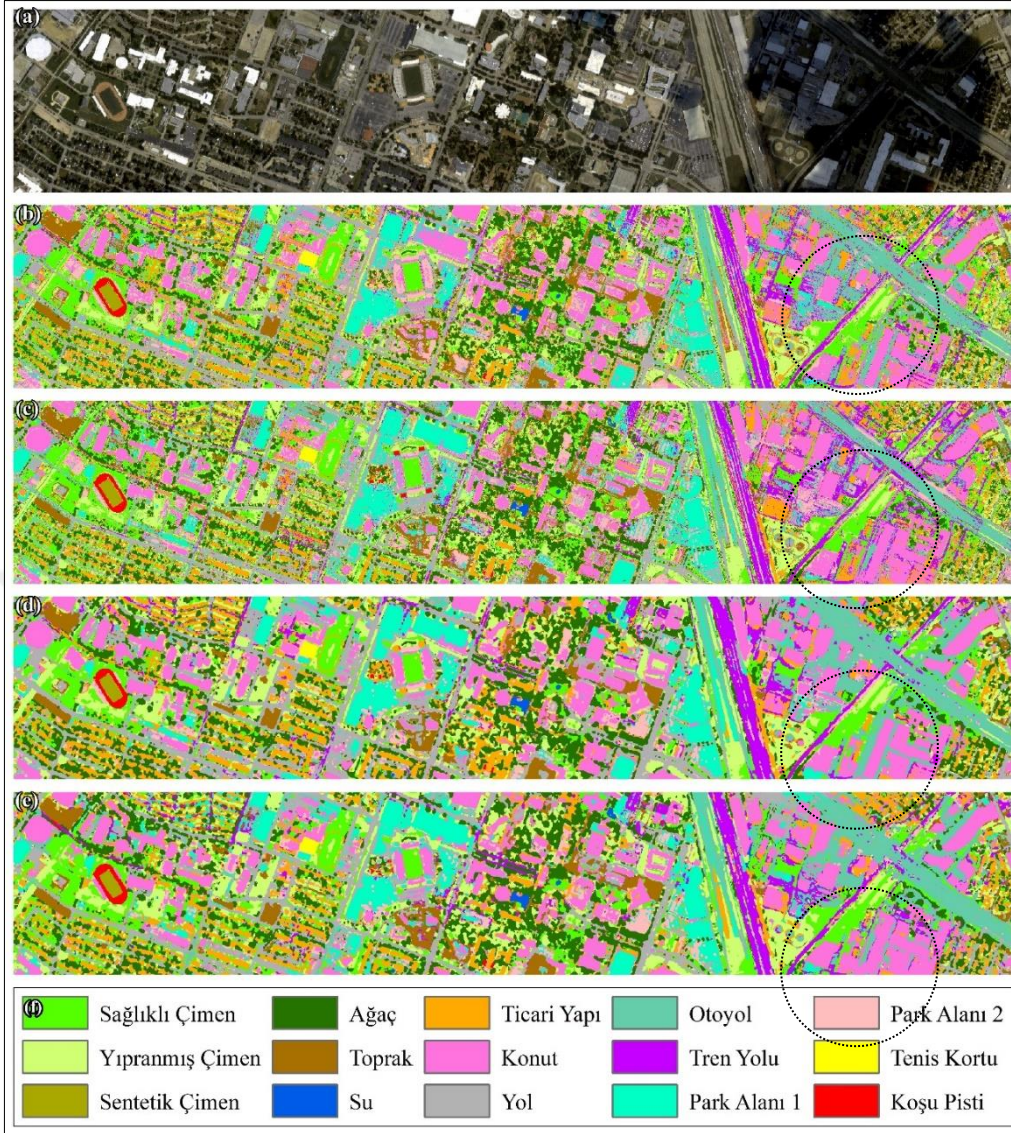 (a)
(b)
(c)
(d)
(e)
(f)
Sağlıklı Çimen
Ağaç
Ticari Yapı
Otoyol
Park Alanı 2
Yıpranmış Çimen
Toprak
Konut
Tren Yolu
Tenis Kortu
Sentetik Çimen
Su
Yol
Park Alanı 1
Koşu Pisti